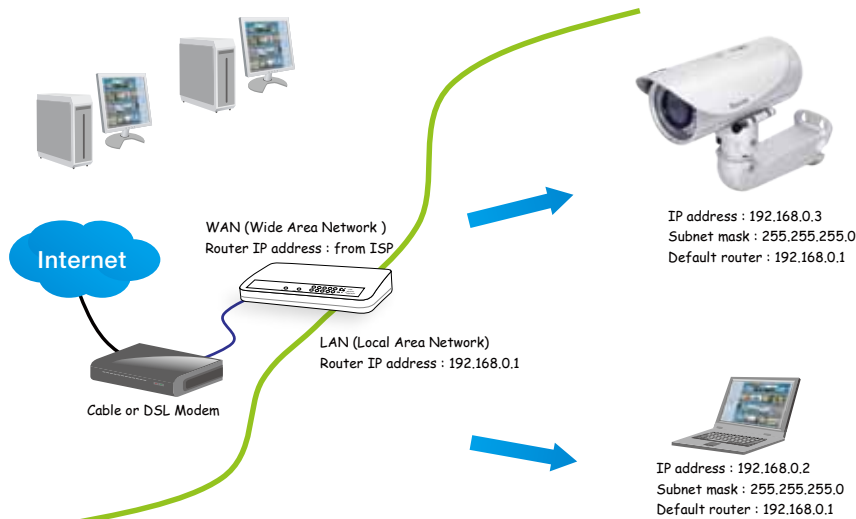 WAN (Wide Area Network )
Router IP address : from ISP
Internet
LAN (Local Area Network)
Router IP address : 192.168.0.1
Cable or DSL Modem
IP address : 192.168.0.3
Subnet mask : 255.255.255.0
Default router : 192.168.0.1
IP address : 192.168.0.2
Subnet mask : 255.255.255.0
Default router : 192.168.0.1